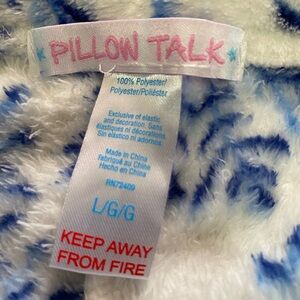 PILLOW TALK
100% Polyester/
Polyester/Poliéster
Exclusive of elastic
and decoration. Sans
élastiques ni décorations.
Sin elástico ni adornos.
Made in China
Fabriqué au Chine
Hecho en China
RN72409
L/G/G
KEEP AWAY
FROM FIRE